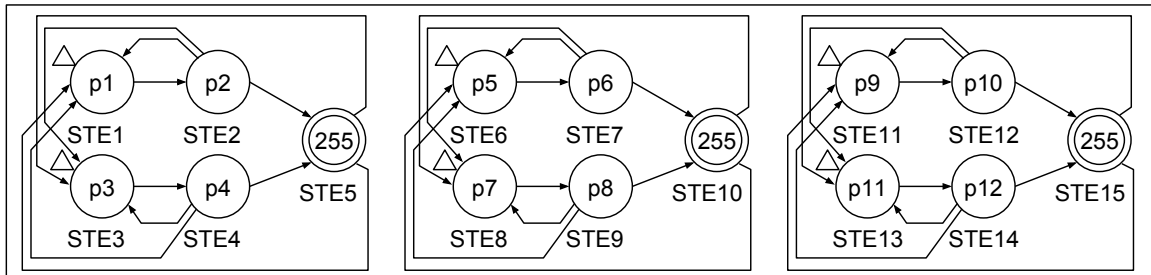 p1 p2 p5 p6 p9 p10
STE1 STE2 STE6 STE7 STE11 STE12
255 255 255
p3 p4 p7 p8 p11 p12
STE5 STE10 STE15
STE3 STE4 STE8 STE9 STE13 STE14